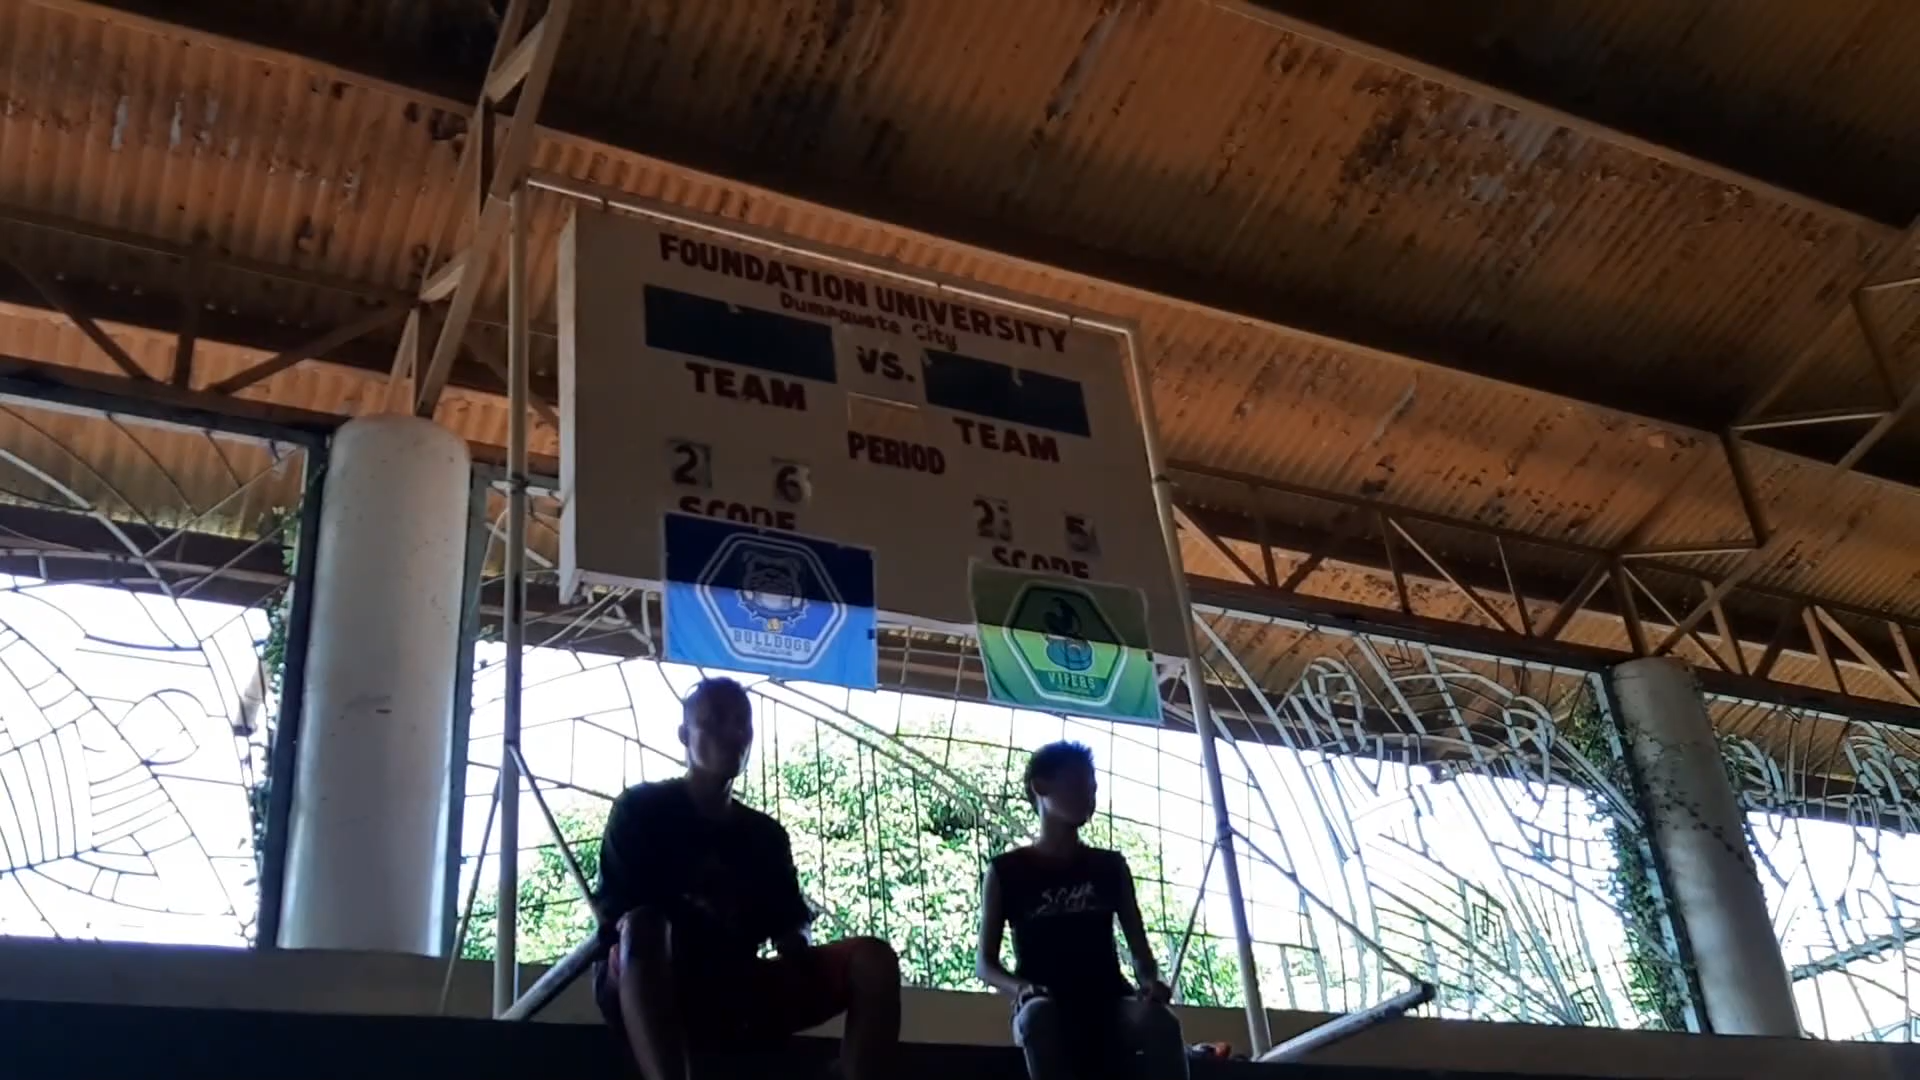 FOUNDATION UNIVERSITY
Dumaguete City
VS.
TEAM
TEAM
PERIOD
2 6
2 5
SCORE
SCORE
BULLDOGS
VIPERS